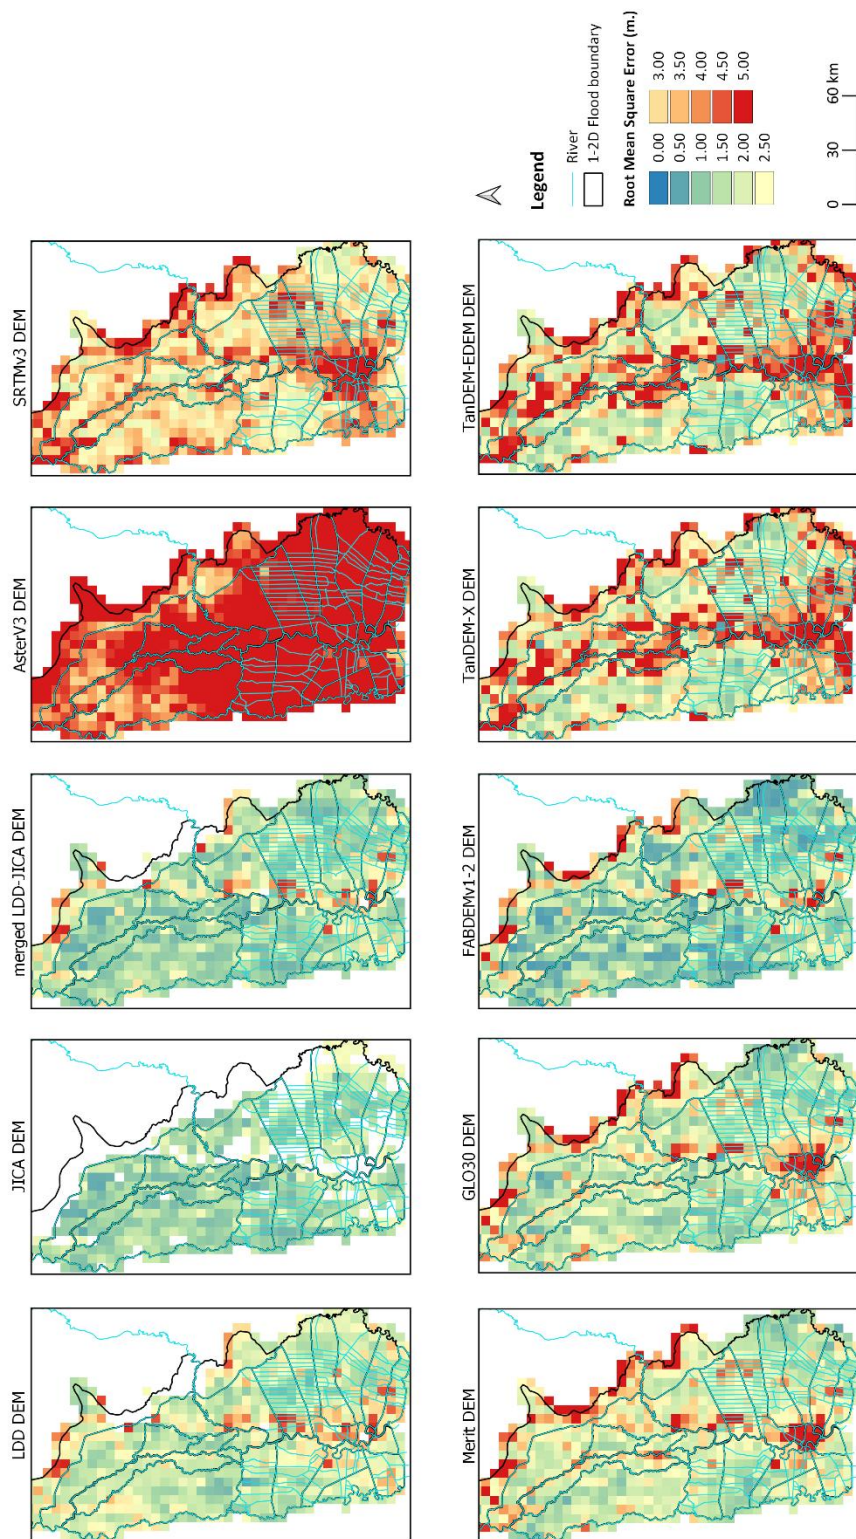 LDD DEM
JICA DEM
merged LDD-JICA DEM
AsterV3 DEM
SRTMv3 DEM
Merit DEM
GLO30 DEM
FABDEMv1-2 DEM
TanDEM-X DEM
TanDEM-EDEM DEM
Legend
River
1-2D Flood boundary
Root Mean Square Error (m.)
0.00 3.00
0.50 3.50
1.00 4.00
1.50 4.50
2.00 5.00
2.50
0 30 60 km